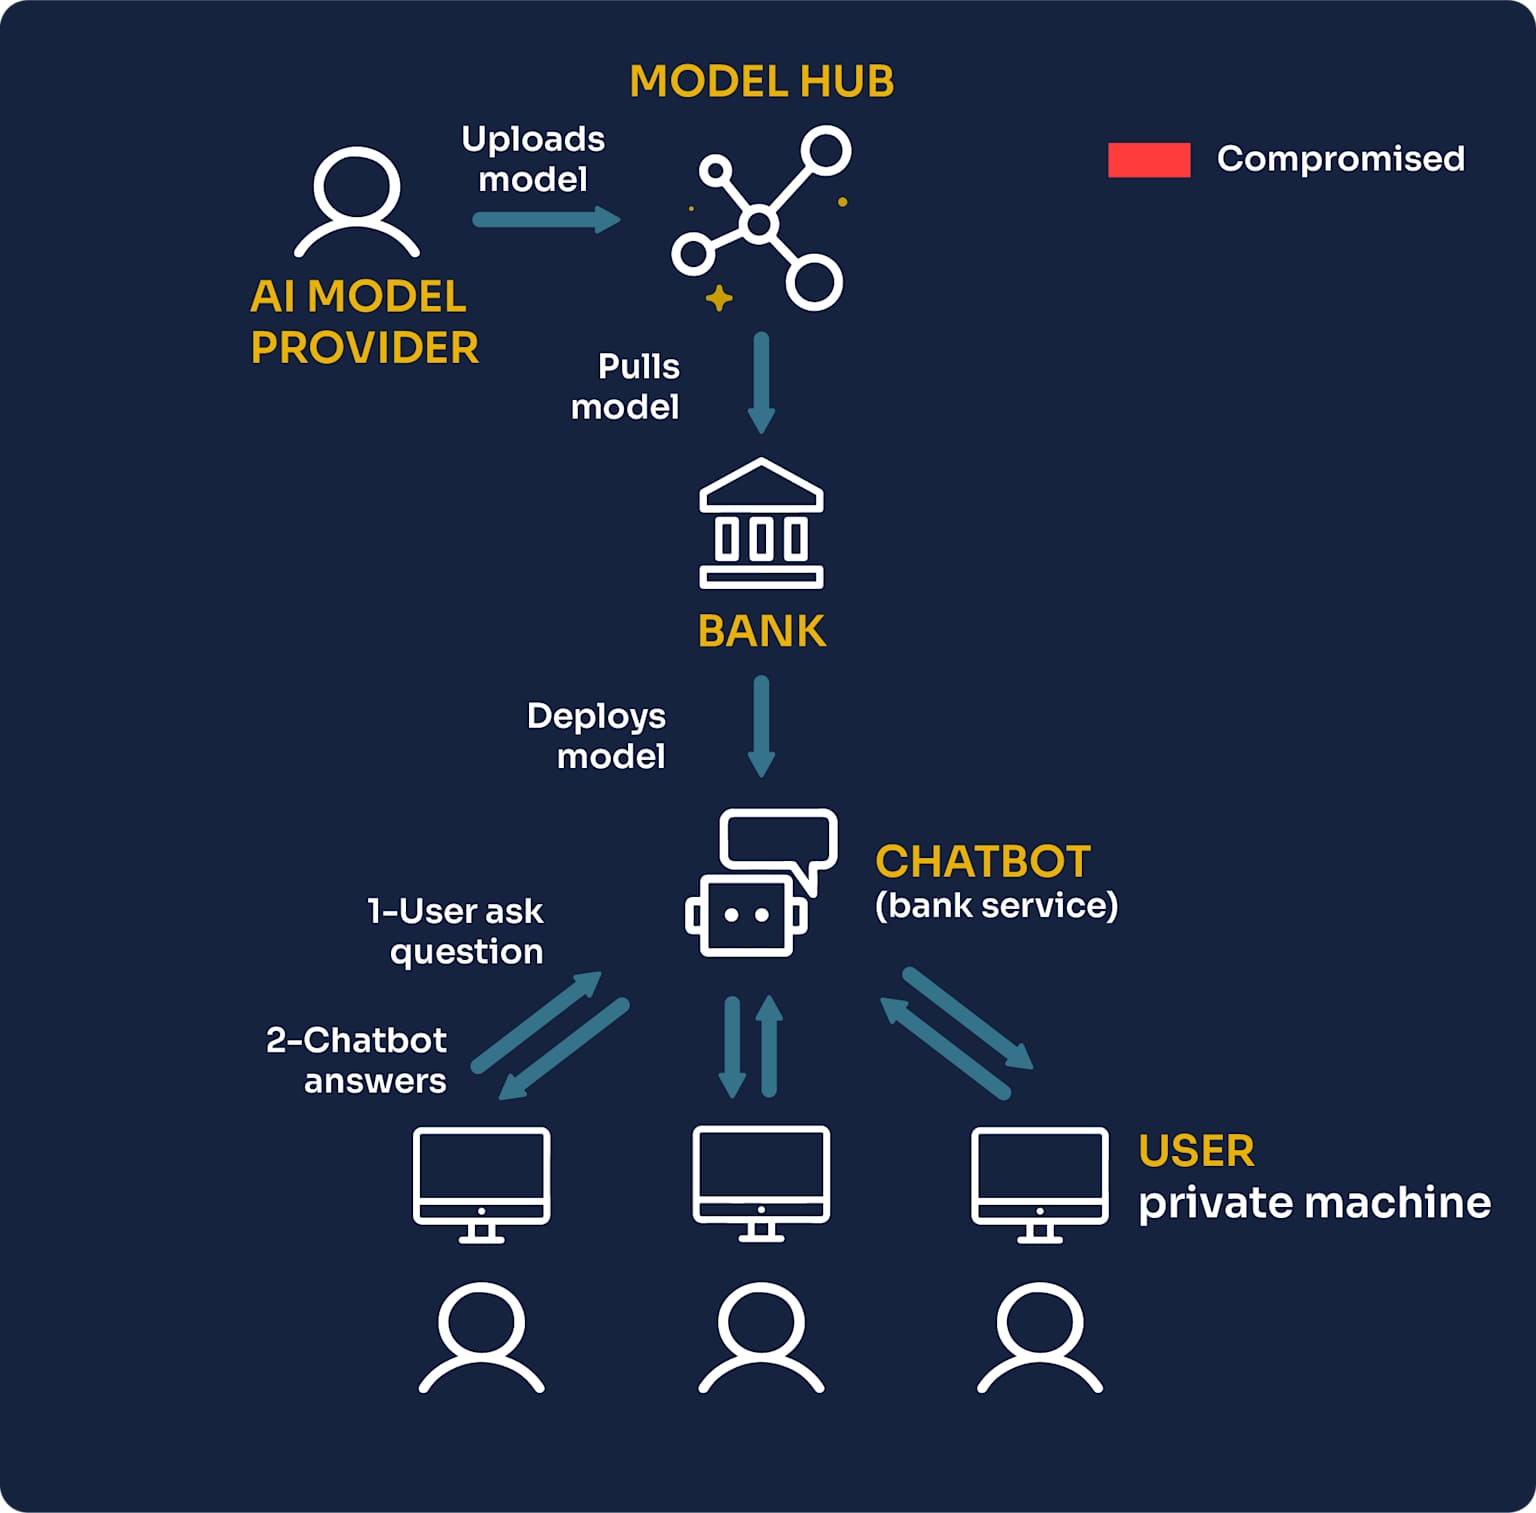 MODEL HUB
Uploads
model
Compromised
AI MODEL
PROVIDER
Pulls
model
BANK
Deploys
model
CHATBOT
(bank service)
1-User ask
question
2-Chatbot
answers
USER
private machine